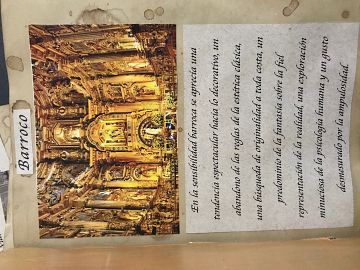 Barroco
En la sensibilidad barroca se aprecia una
tendencia espectacular hacia lo decorativo, un
abandono de las reglas de la estética clásica,
una búsqueda de originalidad a toda costa, un
predominio de la fantasía sobre la fiel
representación de la realidad, una exploración
minuciosa de la psicología humana y un gusto
desmesurado por la ampulosidad.